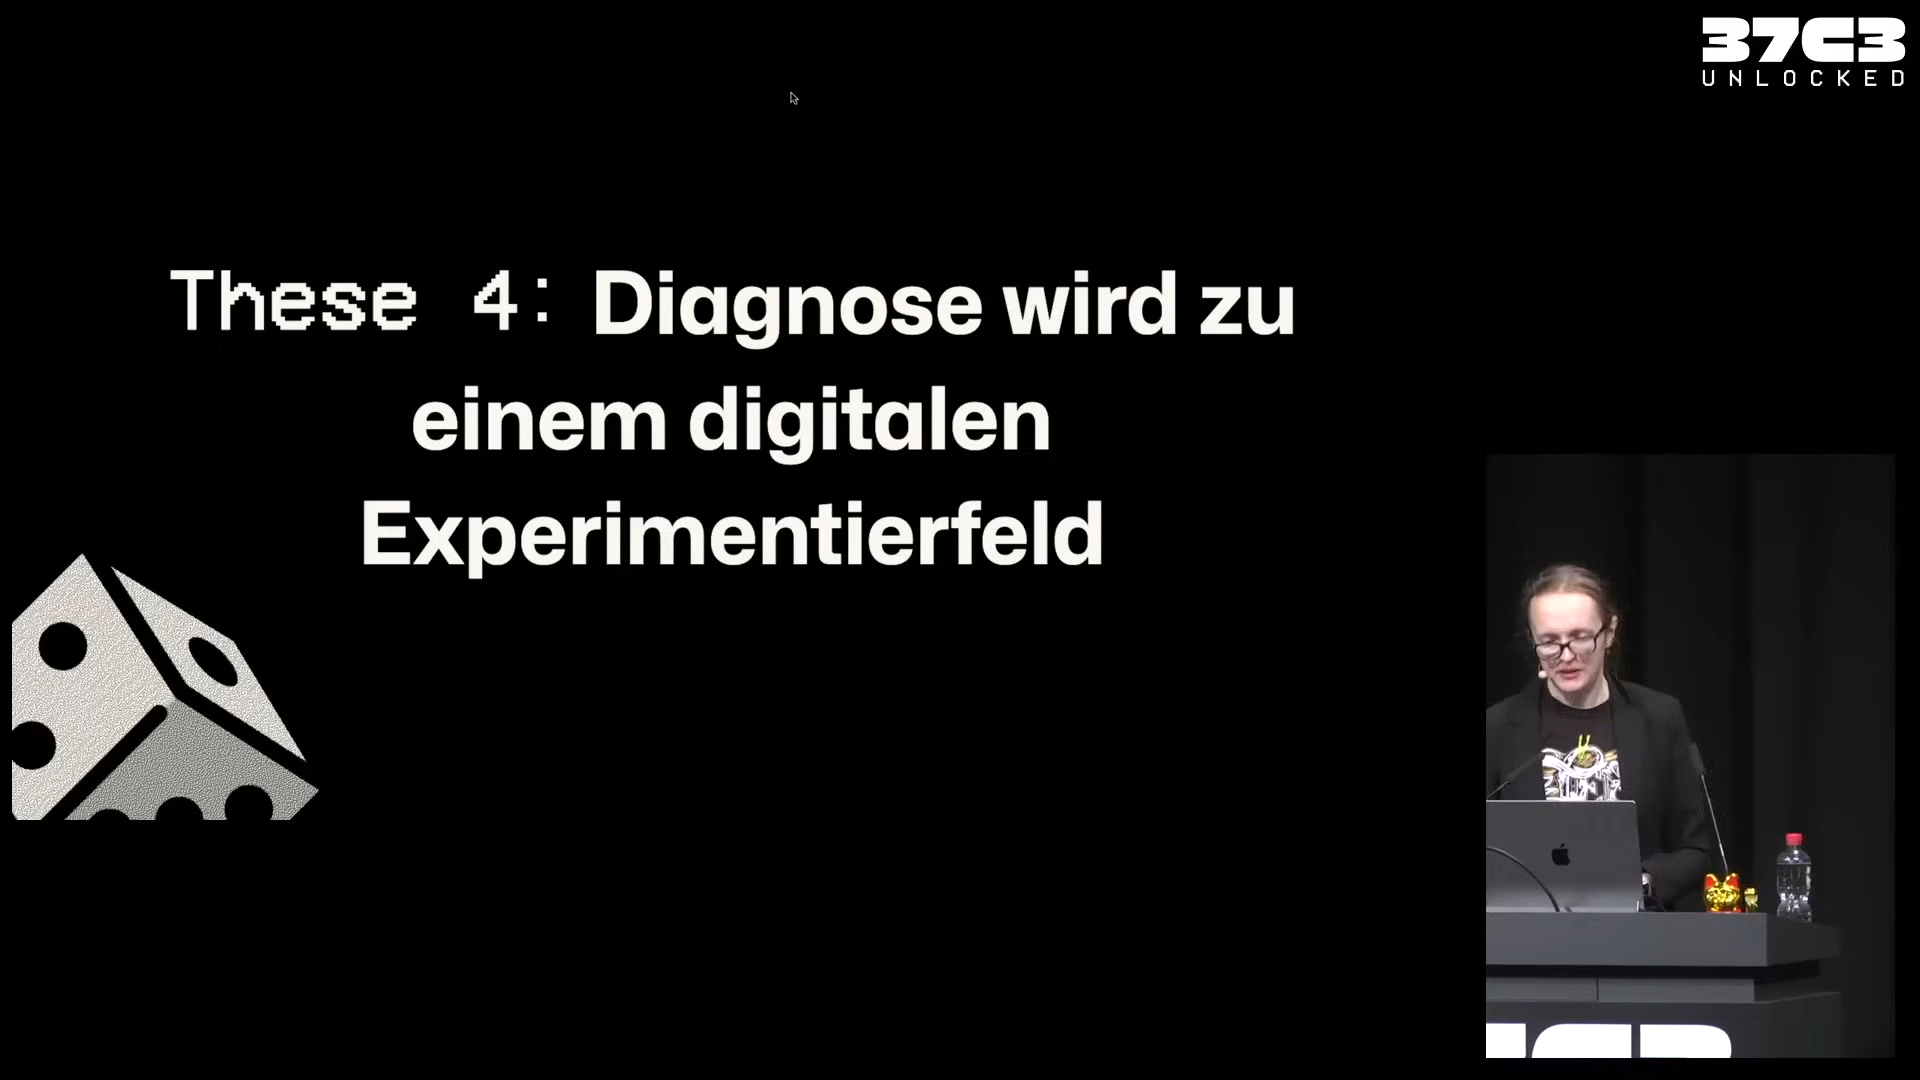 37C3
UNLOCKED
These 4: Diagnose wird zu
einem digitalen
Experimentierfeld